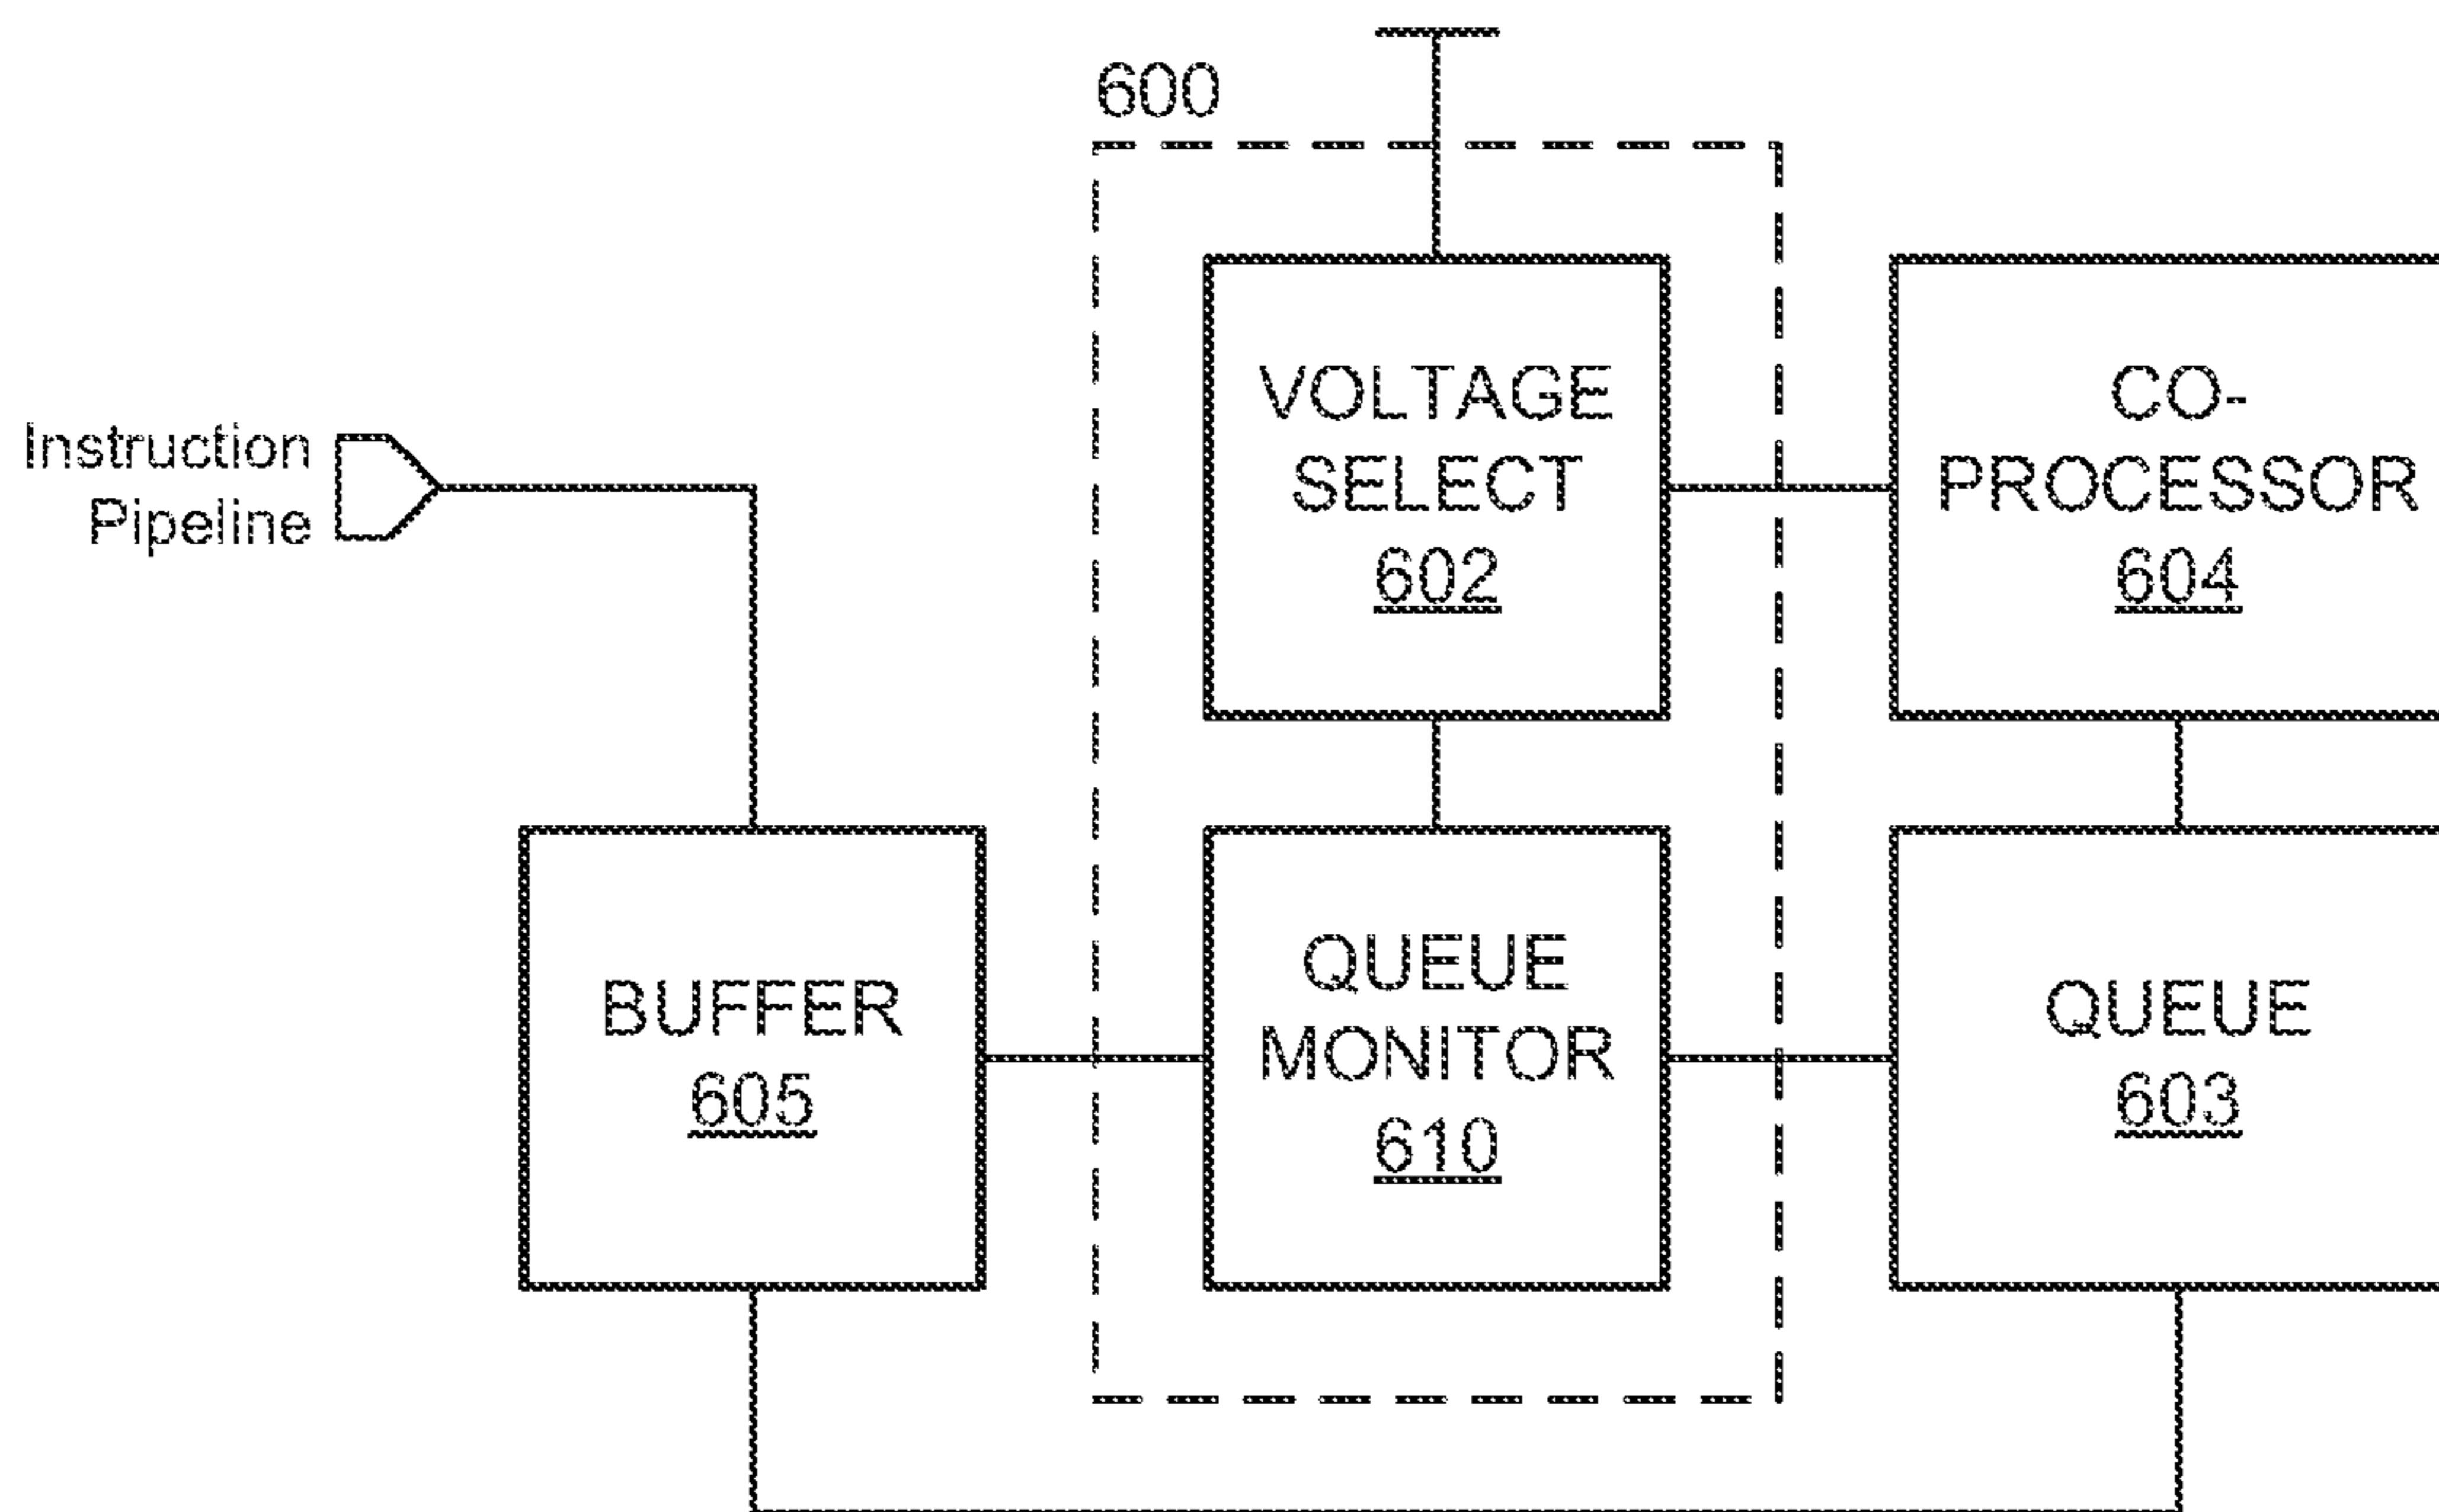 600
Instruction
Pipeline
VOLTAGE
SELECT
602
CO-
PROCESSOR
604
BUFFER
605
QUEUE
MONITOR
610
QUEUE
603